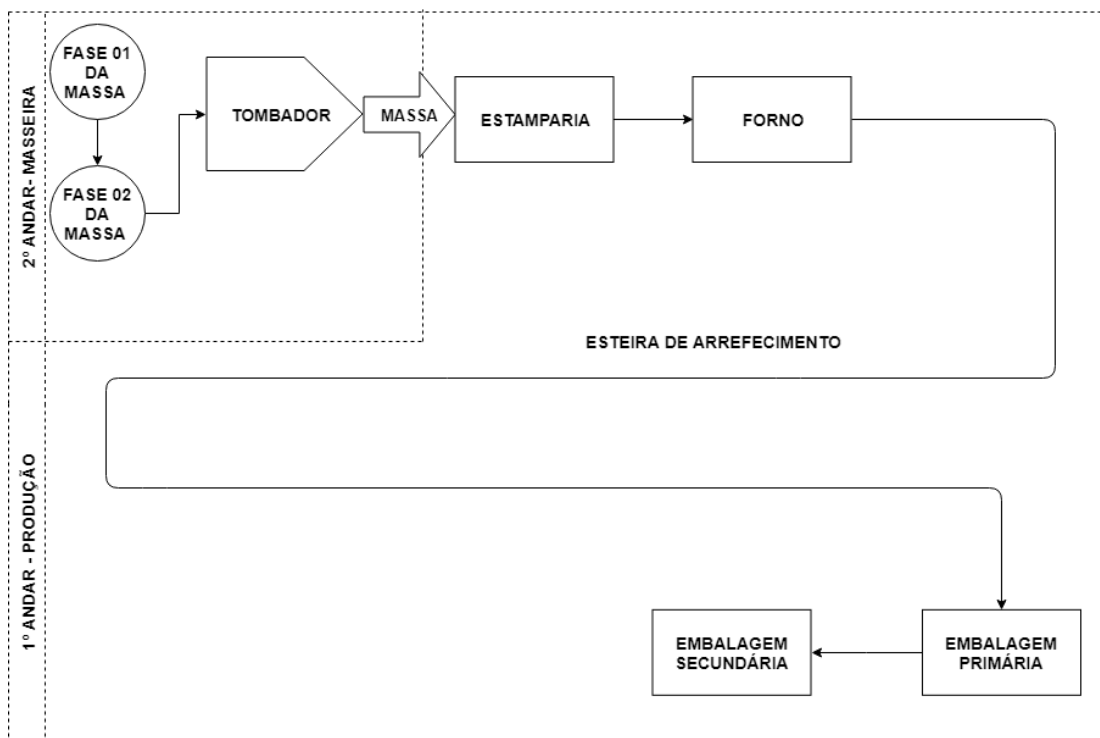 2º ANDAR- MASSEIRA
FASE 01
DA
MASSA
FASE 02
DA
MASSA
TOMBADOR
MASSA
ESTAMPARIA
FORNO
ESTEIRA DE ARREFECIMENTO
1º ANDAR - PRODUÇÃO
EMBALAGEM
PRIMÁRIA
EMBALAGEM
SECUNDÁRIA